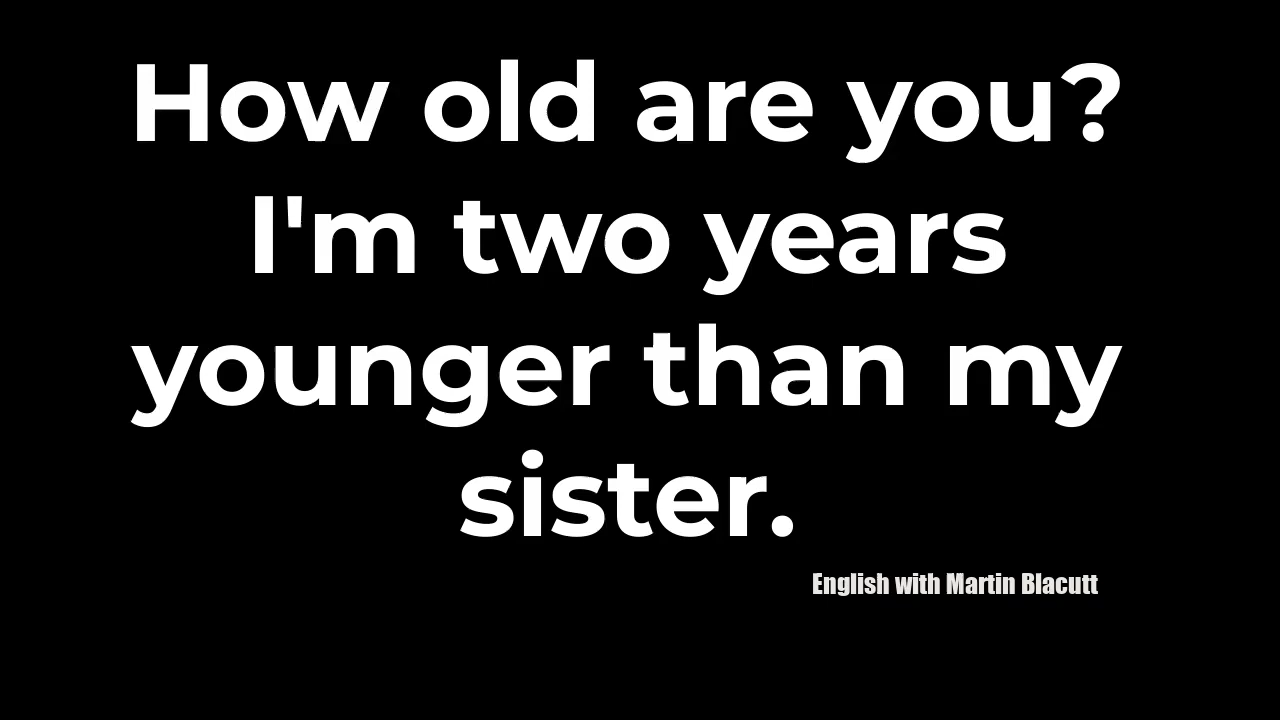 How old are you?
I'm two years
younger than my
sister.
English with Martin Blacutt